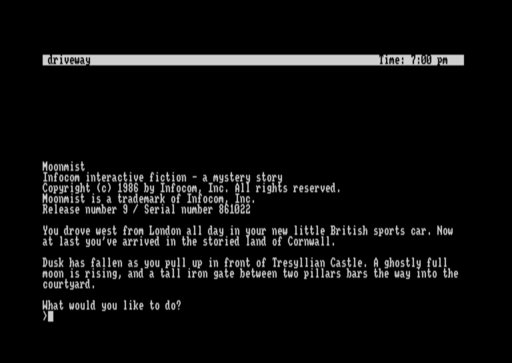 driveway Time: 7:00 pm
Moonmist
Infocom interactive fiction - a mystery story
Copyright (c) 1986 by Infocom, Inc. All rights reserved.
Moonmist is a trademark of Infocom, Inc.
Release number 9 / Serial number 861022
You drove west from London all day in your new little British sports car. Now
at last you've arrived in the storied land of Cornwall.
Dusk has fallen as you pull up in front of Tresyllian Castle. A ghostly full
moon is rising, and a tall iron gate between two pillars bars the way into the
courtyard.
What would you like to do?
>